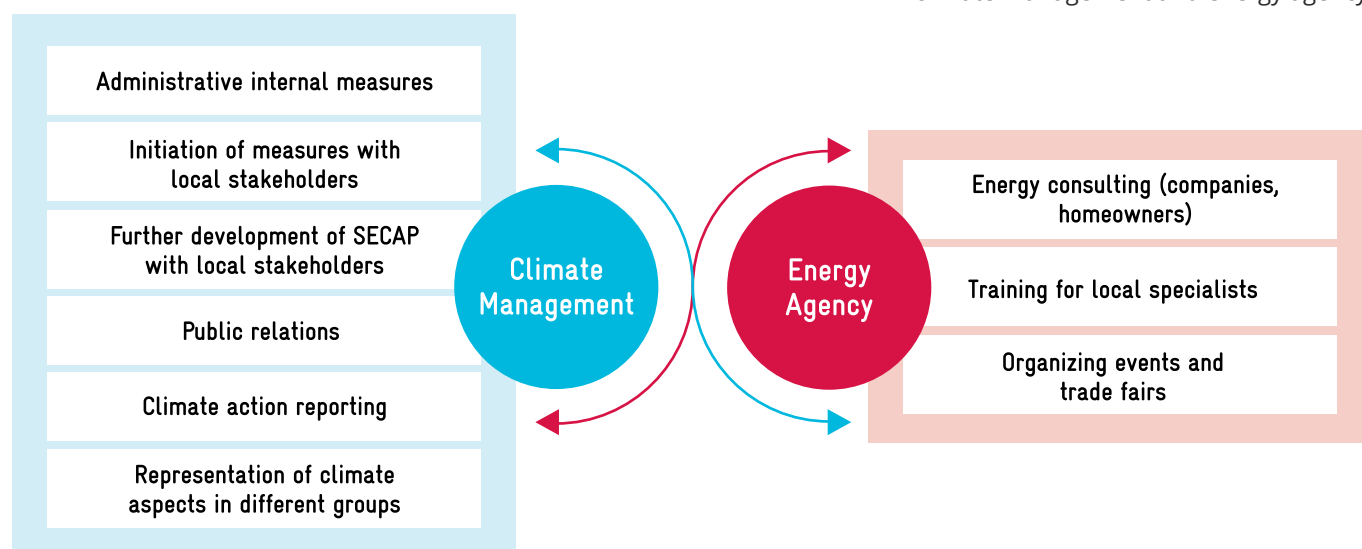 Administrative internal measures
Initiation of measures with
local stakeholders
Further development of SECAP
with local stakeholders
Public relations
Climate action reporting
Representation of climate
aspects in different groups
Climate
Management
Energy
Agency
Energy consulting (companies,
homeowners)
Training for local specialists
Organizing events and
trade fairs